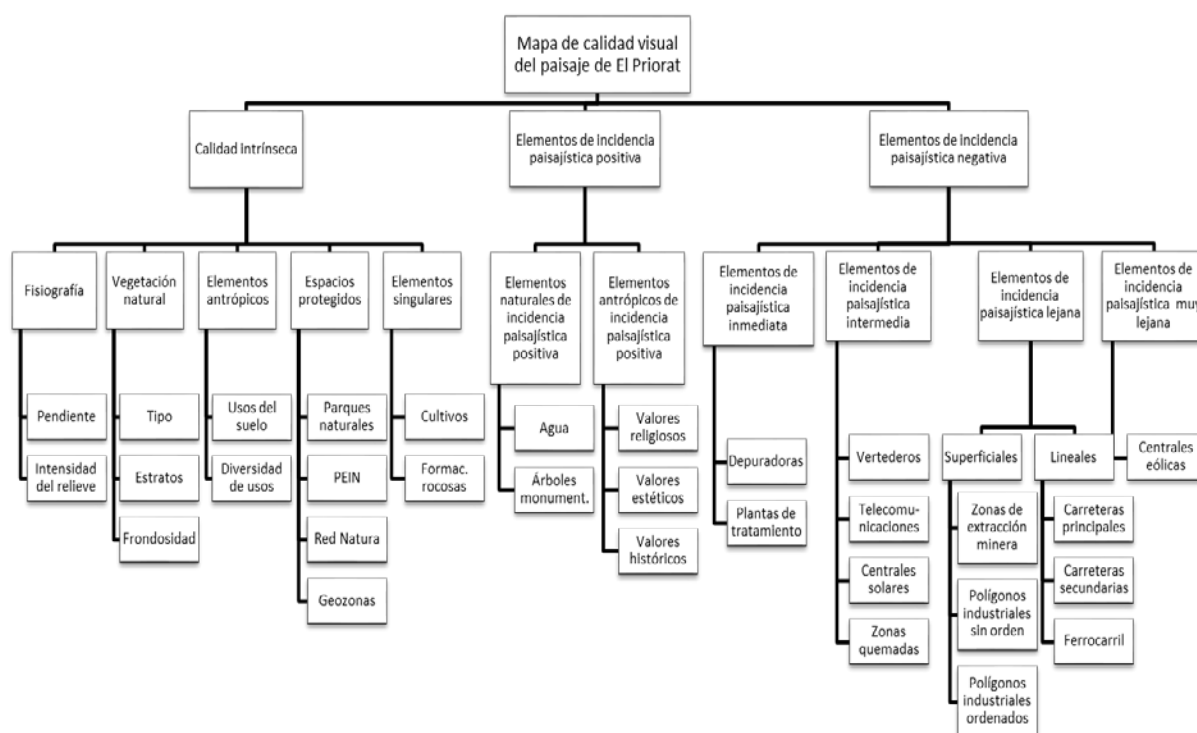 Mapa de calidad visual
del paisaje de El Priorat
Calidad intrínseca
Elementos de incidencia
paisajística positiva
Elementos de incidencia
paisajística negativa
Fisiografía
Vegetación
natural
Elementos
antrópicos
Espacios
protegidos
Elementos
singulares
Elementos
naturales de
incidencia
paisajística
positiva
Elementos
antrópicos de
incidencia
paisajística
positiva
Elementos de
incidencia
paisajística
inmediata
Elementos de
incidencia
paisajística
intermedia
Elementos de
incidencia
paisajística lejana
Elementos de
incidencia
paisajística muy
lejana
Pendiente
Intensidad
del relieve
Tipo
Estratos
Frondosidad
Usos del
suelo
Diversidad
de usos
Parques
naturales
PEIN
Red Natura
Geozonas
Cultivos
Formac.
rocosas
Agua
Árboles
monument.
Valores
religiosos
Valores
estéticos
Valores
históricos
Depuradoras
Plantas de
tratamiento
Vertederos
Telecomu-
nicaciones
Centrales
solares
Zonas
quemadas
Superficiales
Zonas de
extracción
minera
Polígonos
industriales
sin orden
Polígonos
industriales
ordenados
Lineales
Carreteras
principales
Carreteras
secundarias
Ferrocarril
Centrales
eólicas